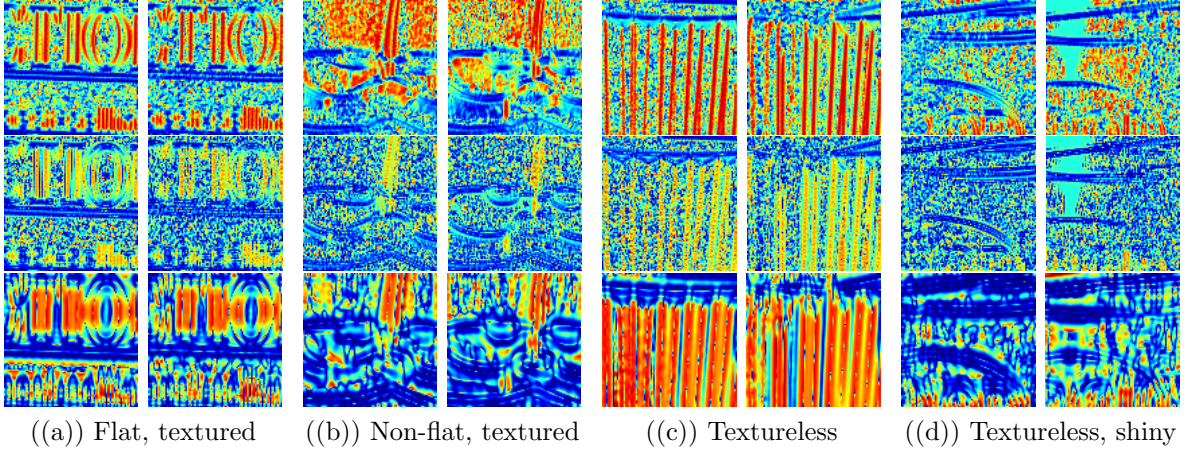 ((a)) Flat, textured
((b)) Non-flat, textured
((c)) Textureless
((d)) Textureless, shiny